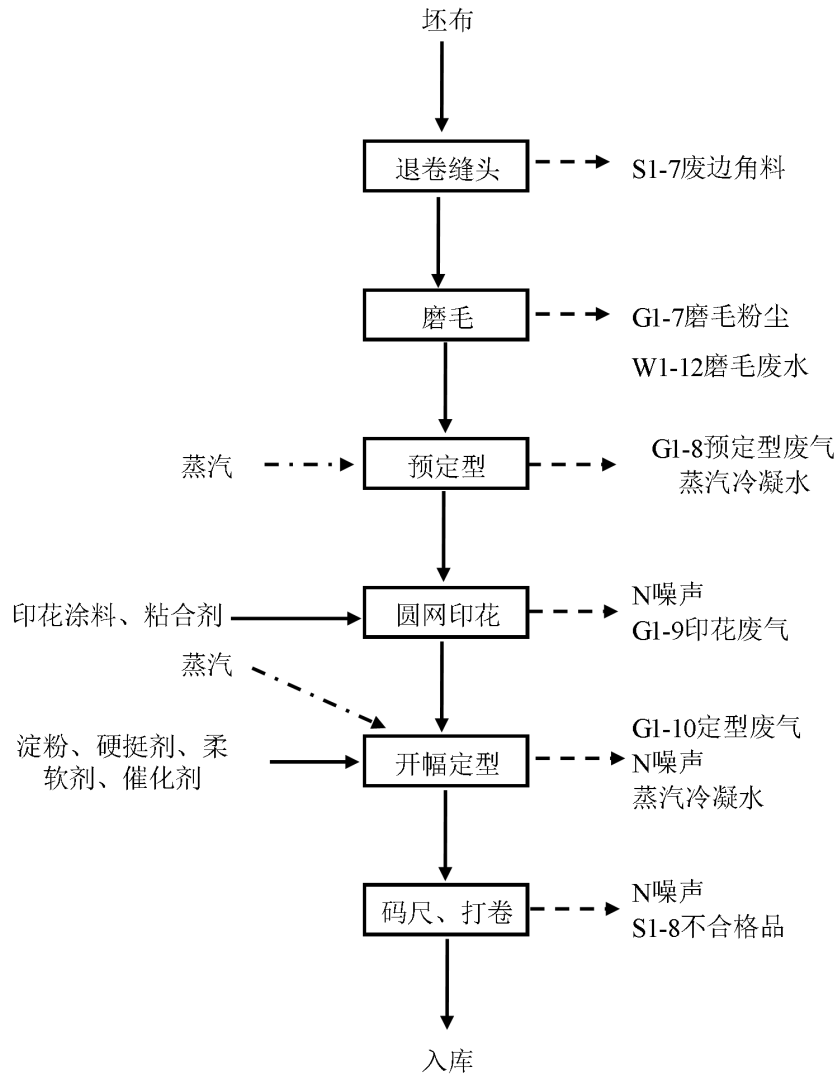 坯布
退卷缝头
S1-7废边角料
磨毛
G1-7磨毛粉尘
W1-12磨毛废水
蒸汽
预定型
G1-8预定型废气
蒸汽冷凝水
印花涂料、粘合剂
圆网印花
N噪声
G1-9印花废气
蒸汽
淀粉、硬挺剂、柔
软剂、催化剂
开幅定型
G1-10定型废气
N噪声
蒸汽冷凝水
码尺、打卷
N噪声
S1-8不合格品
入库